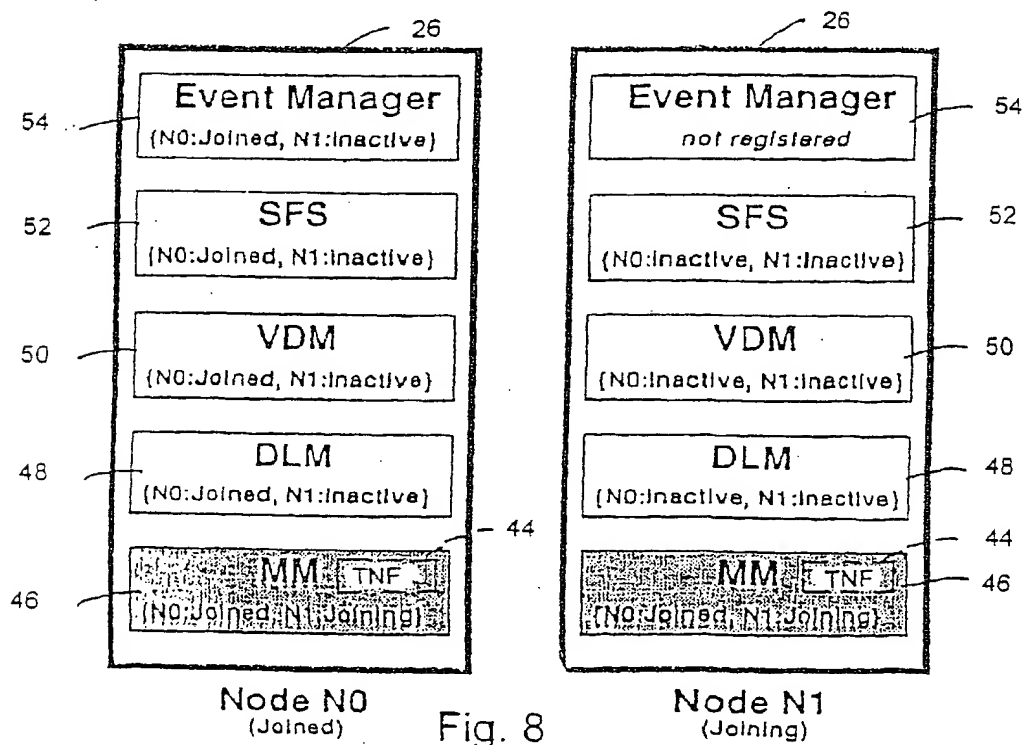 26
26
Event Manager
{N0:Joined, N1:Inactive}
54
Event Manager
not registered
54
SFS
{N0:Joined, N1:Inactive}
52
SFS
{N0:Inactive, N1:Inactive}
52
VDM
{N0:Joined, N1:Inactive}
50
VDM
{N0:Inactive, N1:Inactive}
50
DLM
{N0:Joined, N1:Inactive}
48
DLM
{N0:Inactive, N1:Inactive}
48
44
MM TNF
{N0:Joined, N1:Joining}
46
44
MM TNF
{N0:Joined, N1:Joining}
46
Node N0
(Joined)
Node N1
(Joining)
Fig. 8